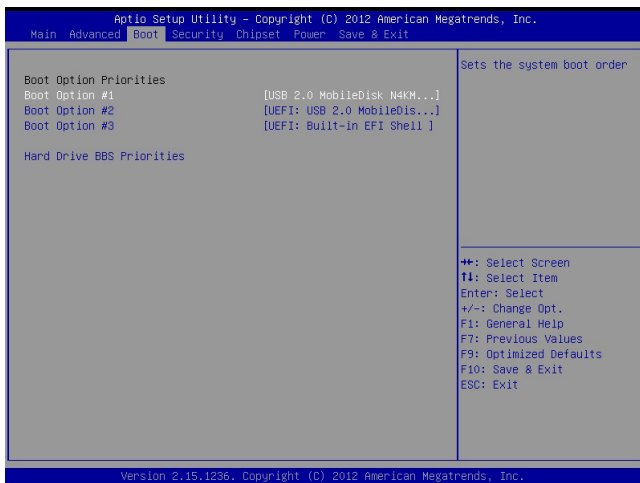 Aptio Setup Utility - Copyright (C) 2012 American Megatrends, Inc.
Main Advanced Boot Security Chipset Power Save & Exit
Boot Option Priorities
Boot Option #1 [USB 2.0 MobileDisk N4KM...]
Boot Option #2 [UEFI: USB 2.0 MobileDis...]
Boot Option #3 [UEFI: Built-in EFI Shell ]
Hard Drive BBS Priorities
Sets the system boot order
→←: Select Screen
↑↓: Select Item
Enter: Select
+/-: Change Opt.
F1: General Help
F7: Previous Values
F9: Optimized Defaults
F10: Save & Exit
ESC: Exit
Version 2.15.1236. Copyright (C) 2012 American Megatrends, Inc.